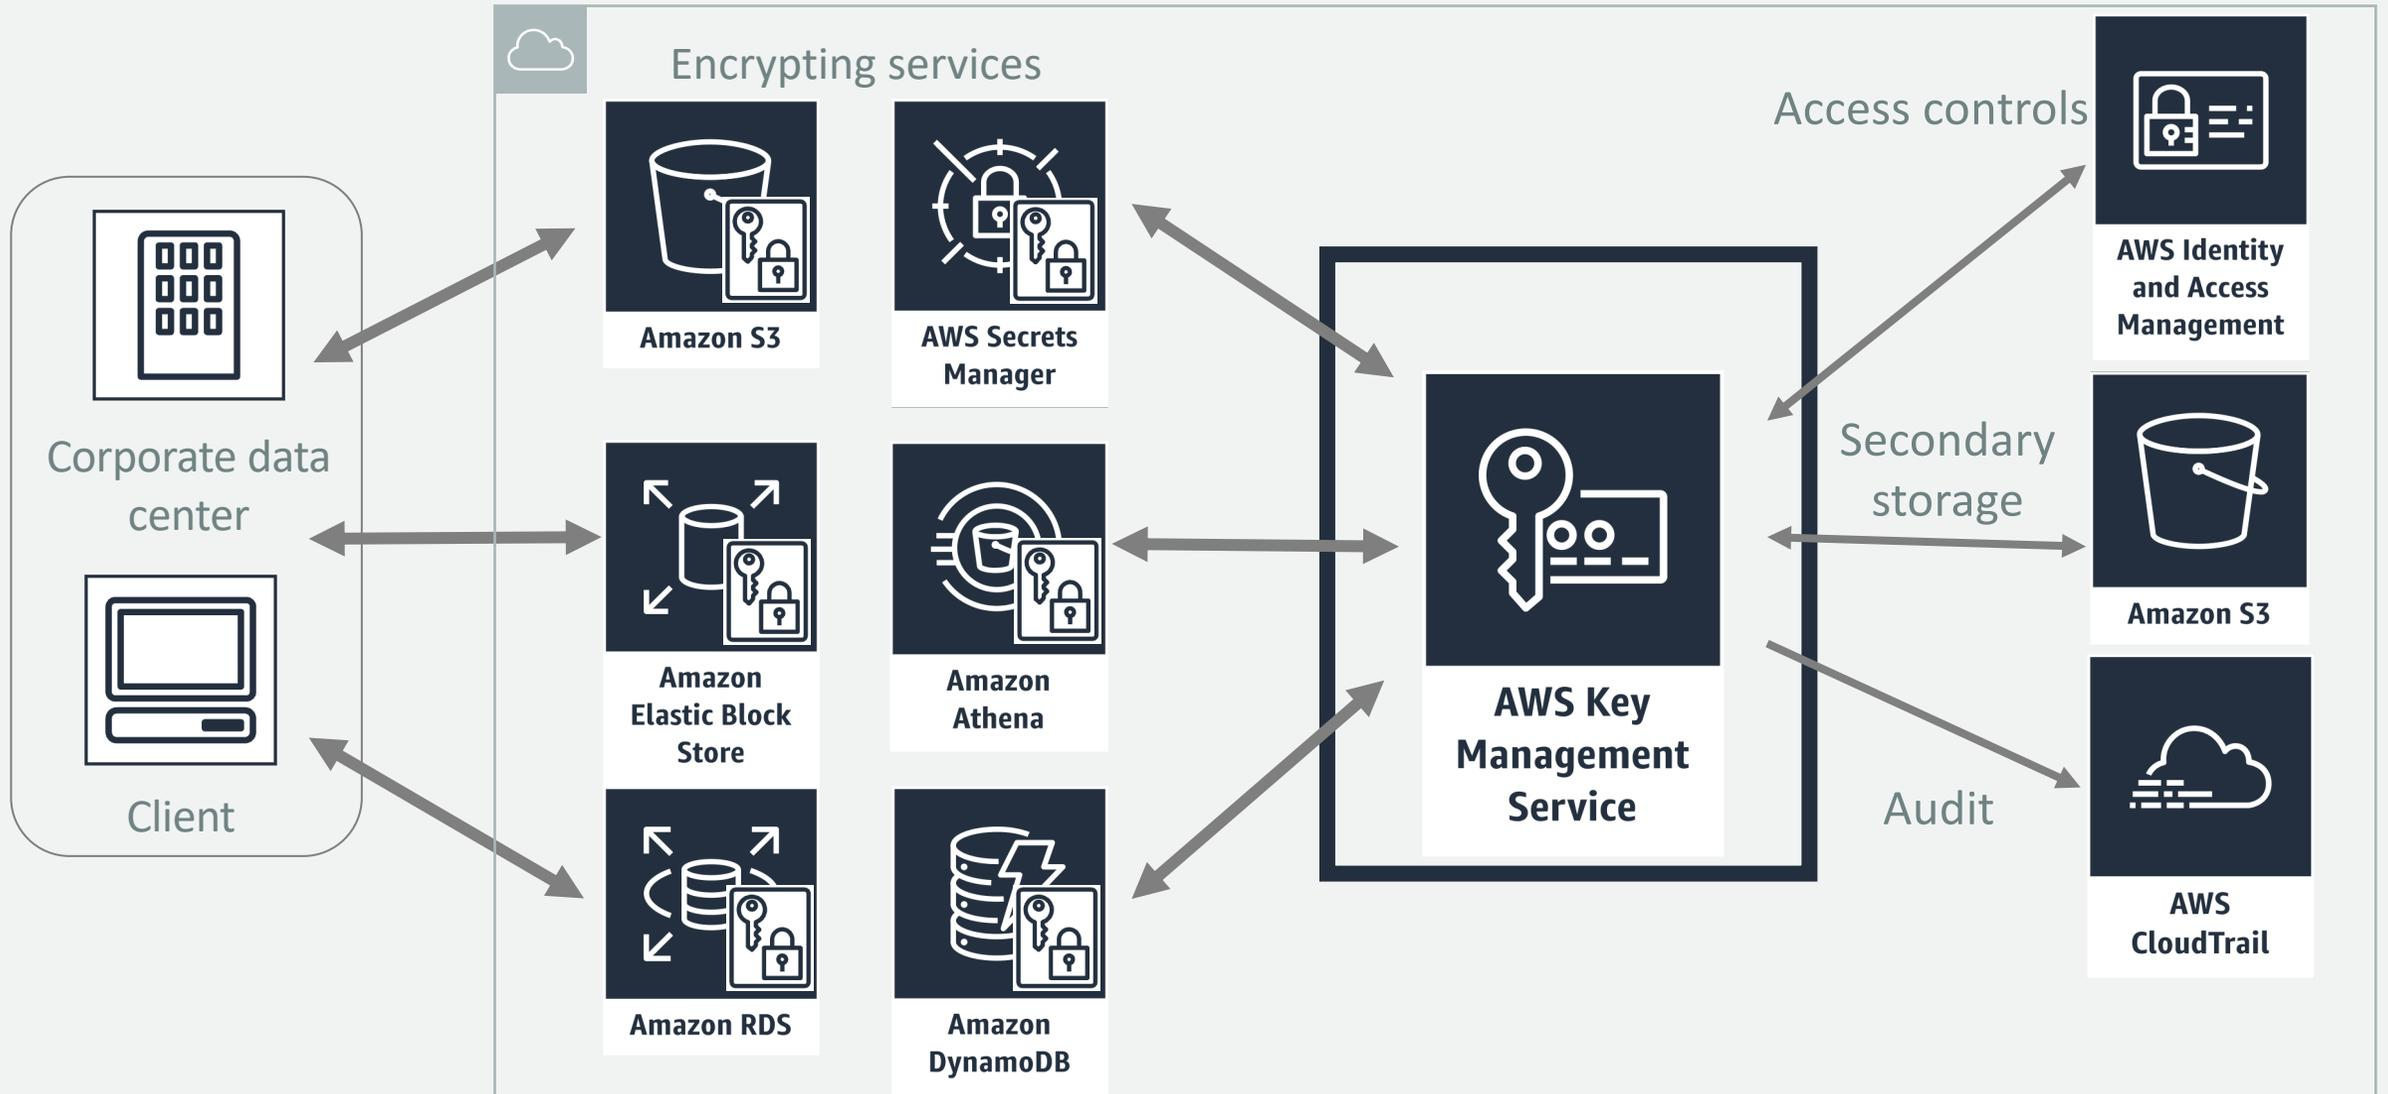 Encrypting services
Access controls
Corporate data
center
Client
Amazon S3
AWS Secrets
Manager
Amazon
Elastic Block
Store
Amazon
Athena
Amazon RDS
Amazon
DynamoDB
AWS Key
Management
Service
AWS Identity
and Access
Management
Secondary
storage
Amazon S3
Audit
AWS
CloudTrail